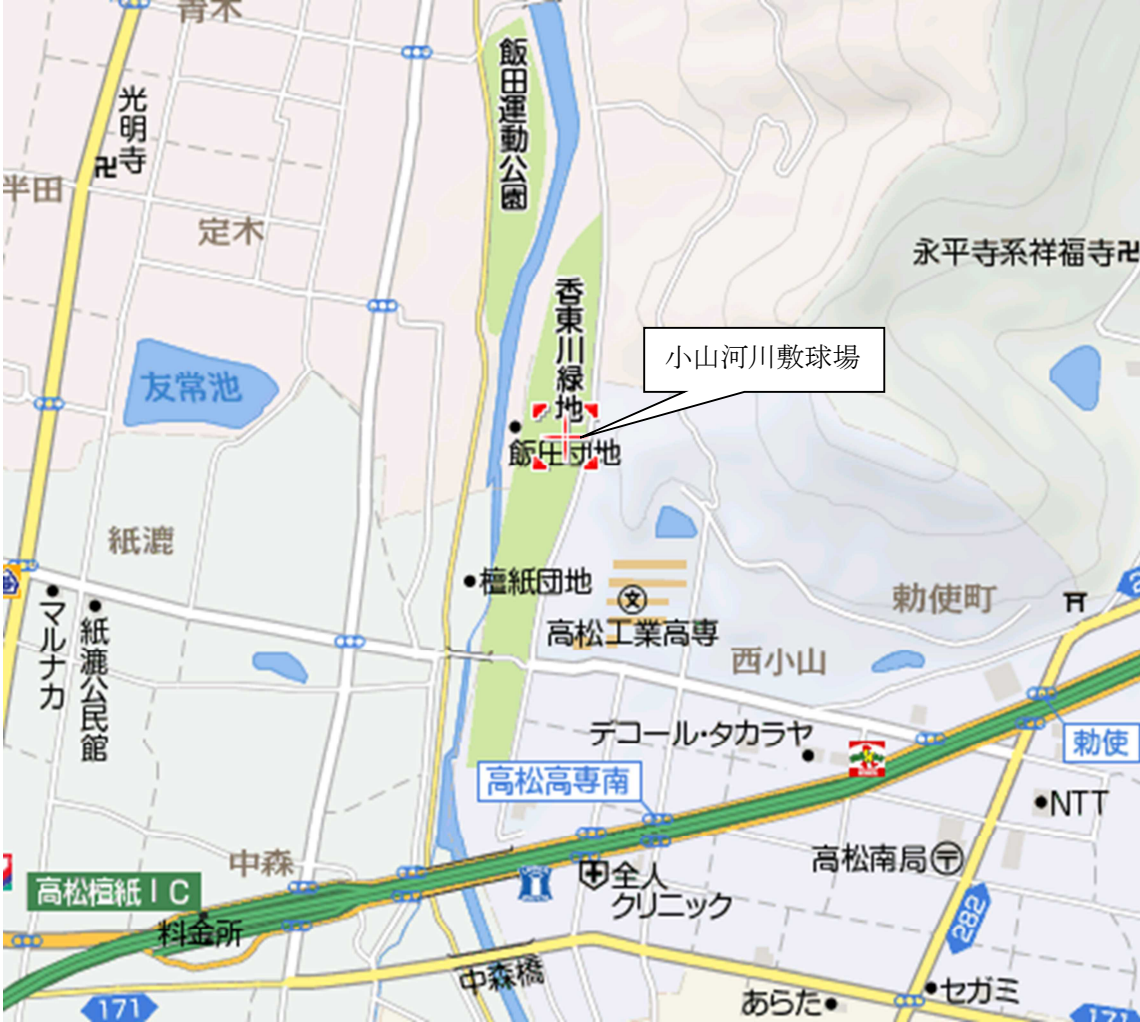 青木
飯田運動公園
光明寺
半田
定木
永平寺系祥福寺
香東川緑地
小山河川敷球場
友常池
飯田団地
紙漉
檀紙団地
文
勅使町
マルナカ
紙漉公民館
高松工業高専
西小山
デコール・タカラヤ
勅使
高松高専南
NTT
中森
高松南局
全人
クリニック
高松檀紙IC
料金所
282
中森橋
セガミ
あらた
171
171